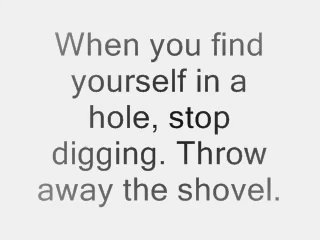 When you find
yourself in a
hole, stop
digging. Throw
away the shovel.